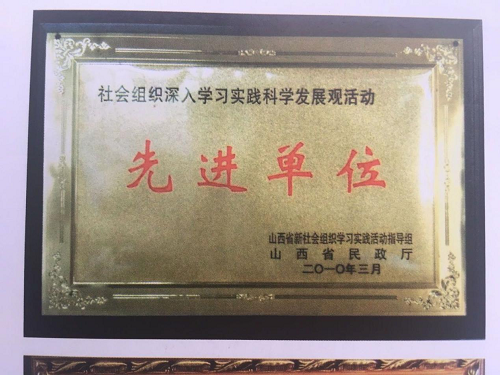 社会组织深入学习实践科学发展观活动
先进单位
山西省新社会组织学习实践活动指导组
山西省民政厅
二〇一〇年三月